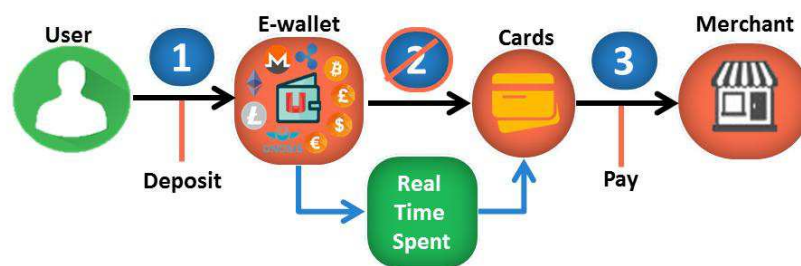 User
E-wallet
Cards
Merchant
1
2
3
U
Deposit
Pay
Real
Time
Spent